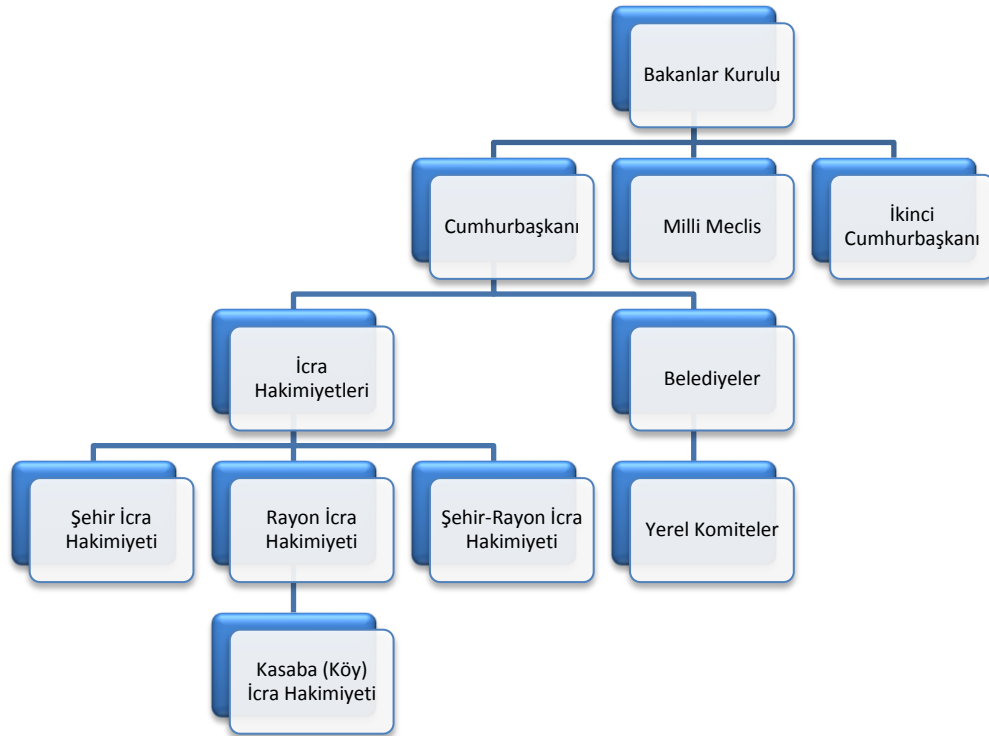 Bakanlar Kurulu
Cumhurbaşkanı
Milli Meclis
İkinci
Cumhurbaşkanı
İcra
Hakimiyetleri
Belediyeler
Şehir İcra
Hakimiyeti
Rayon İcra
Hakimiyeti
Şehir-Rayon İcra
Hakimiyeti
Yerel Komiteler
Kasaba (Köy)
İcra Hakimiyeti